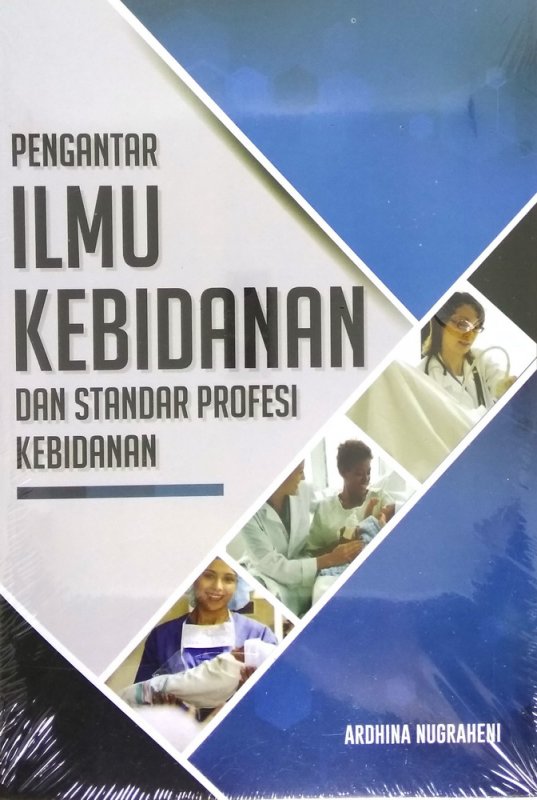 PENGANTAR
ILMU
KEBIDANAN
DAN STANDAR PROFESI
KEBIDANAN
ARDHINA NUGRAHENI